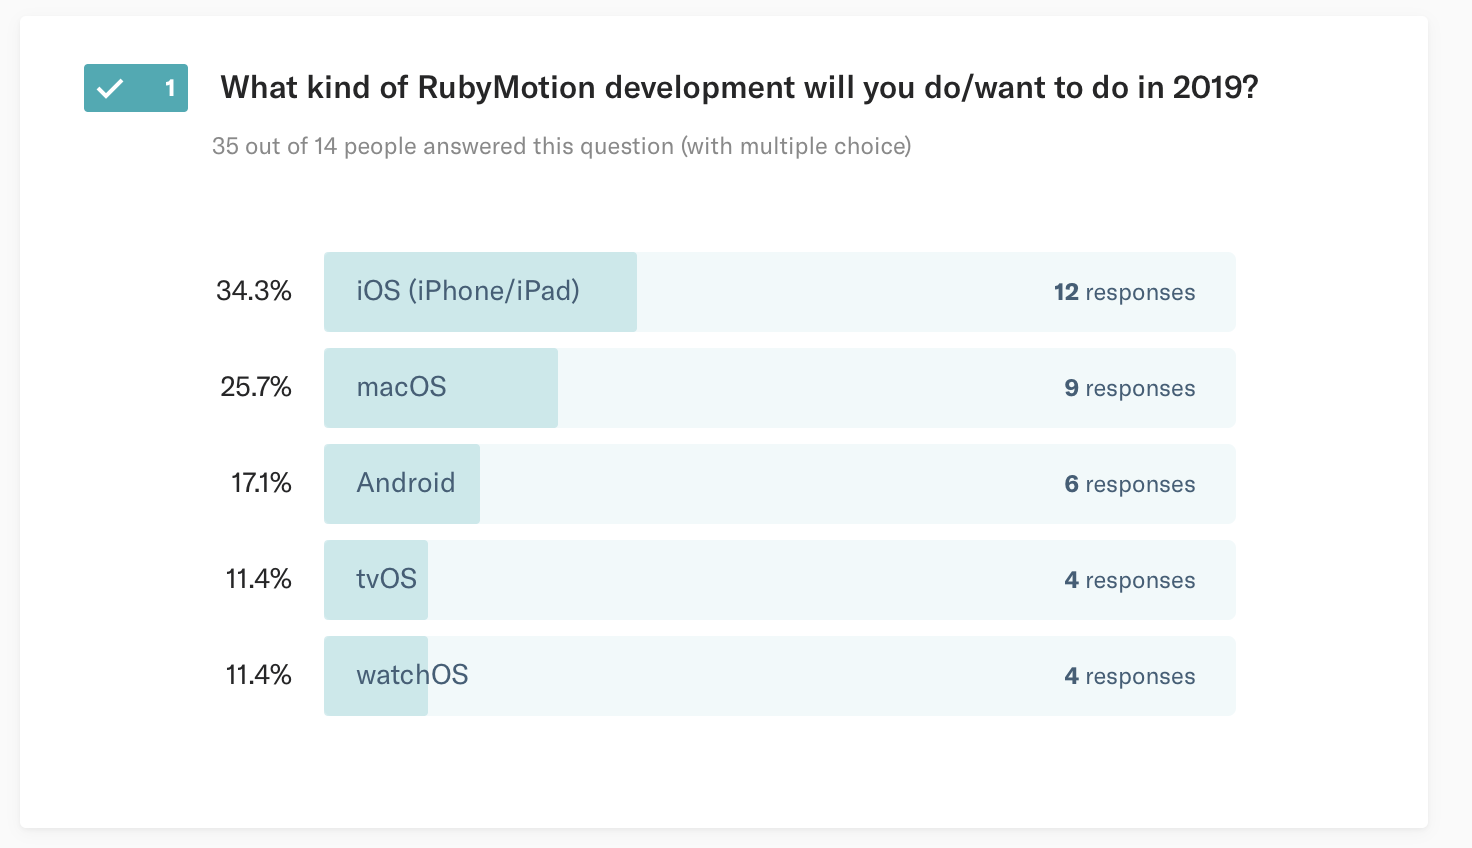 1 What kind of RubyMotion development will you do/want to do in 2019?
35 out of 14 people answered this question (with multiple choice)
34.3% iOS (iPhone/iPad) 12 responses
25.7% macOS 9 responses
17.1% Android 6 responses
11.4% tvOS 4 responses
11.4% watchOS 4 responses